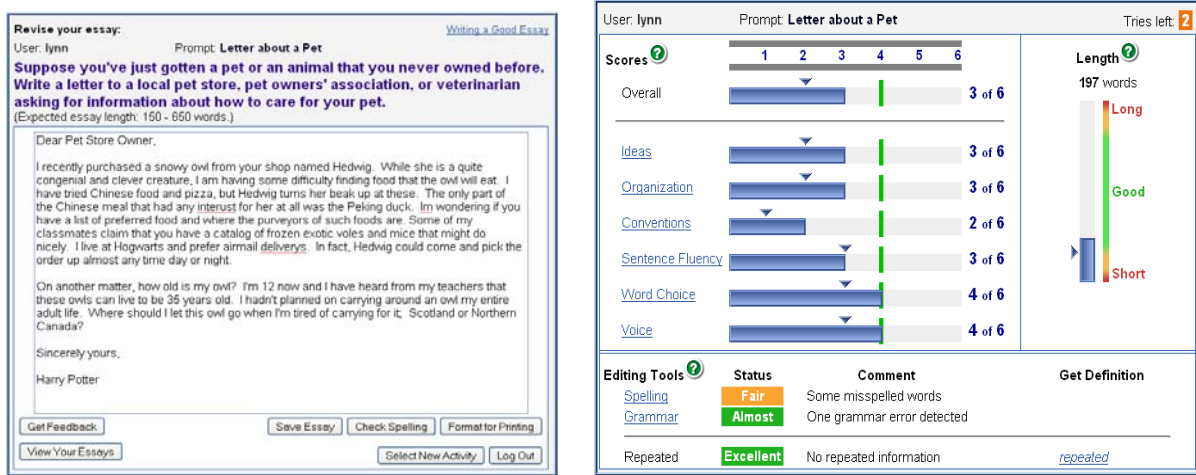 Revise your essay:
Writing a Good Essay
User: lynn
Prompt: Letter about a Pet
Suppose you've just gotten a pet or an animal that you never owned before.
Write a letter to a local pet store, pet owners' association, or veterinarian
asking for information about how to care for your pet.
(Expected essay length: 150 - 650 words.)
Dear Pet Store Owner,
I recently purchased a snowy owl from your shop named Hedwig. While she is a quite
congenial and clever creature, I am having some difficulty finding food that the owl will eat. I
have tried Chinese food and pizza, but Hedwig turns her beak up at these. The only part of
the Chinese meal that had any interust for her at all was the Peking duck. Im wondering if you
have a list of preferred food and where the purveyors of such foods are. Some of my
classmates claim that you have a catalog of frozen exotic voles and mice that might do
nicely. I live at Hogwarts and prefer airmail deliverys. In fact, Hedwig could come and pick the
order up almost any time day or night.
On another matter, how old is my owl? I'm 12 now and I have heard from my teachers that
these owls can live to be 35 years old. I hadn't planned on carrying around an owl my entire
adult life. Where should I let this owl go when I'm tired of carrying for it; Scotland or Northern
Canada?
Sincerely yours,
Harry Potter
Get Feedback
Save Essay
Check Spelling
Format for Printing
View Your Essays
Select New Activity
Log Out
User: lynn
Prompt: Letter about a Pet
Tries left: 2
Scores ?
1 2 3 4 5 6
Overall
3 of 6
Ideas
3 of 6
Organization
3 of 6
Conventions
2 of 6
Sentence Fluency
3 of 6
Word Choice
4 of 6
Voice
4 of 6
Length ?
197 words
Long
Good
Short
Editing Tools ?
Status
Comment
Get Definition
Spelling
Fair
Some misspelled words
Grammar
Almost
One grammar error detected
Repeated
Excellent
No repeated information
repeated